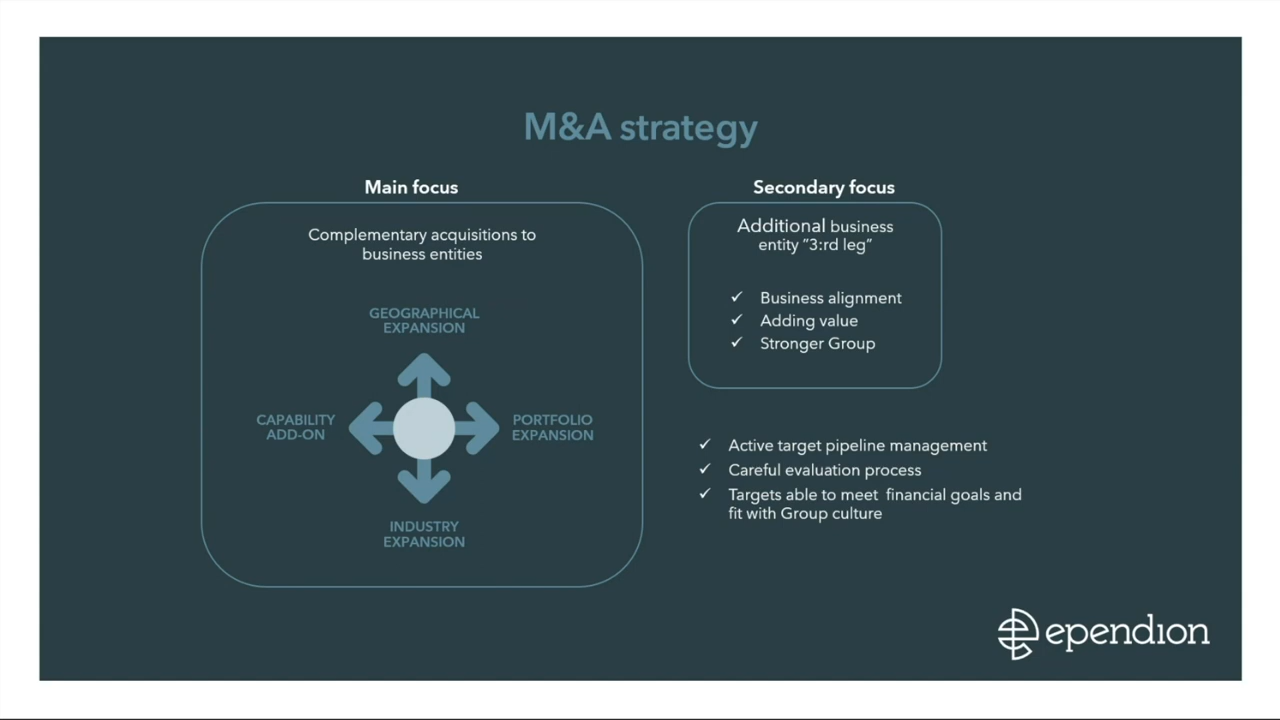 M&A strategy
Main focus
Complementary acquisitions to
business entities
GEOGRAPHICAL
EXPANSION
CAPABILITY
ADD-ON
PORTFOLIO
EXPANSION
INDUSTRY
EXPANSION
Secondary focus
Additional business
entity “3:rd leg”
✓ Business alignment
✓ Adding value
✓ Stronger Group
✓ Active target pipeline management
✓ Careful evaluation process
✓ Targets able to meet financial goals and
fit with Group culture
ependion